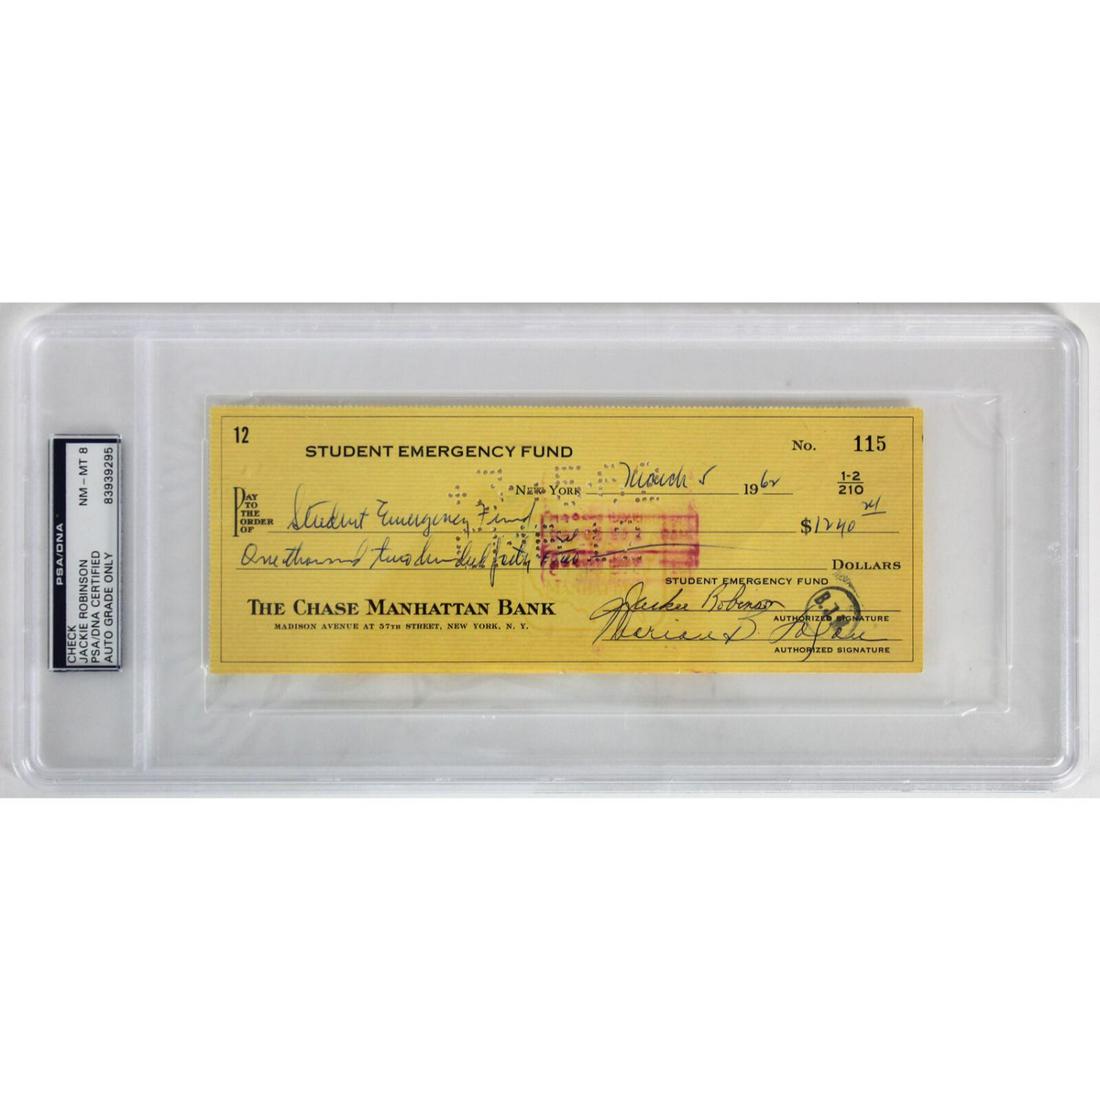 PSA/DNA
CHECK
JACKIE ROBINSON
PSA/DNA CERTIFIED
AUTO GRADE ONLY
NM - MT 8
83939295
12
STUDENT EMERGENCY FUND
No. 115
New York March 5 1962
1-2
210
PAY TO THE ORDER OF Student Emergency Fund $1240
One thousand two hundred forty DOLLARS
STUDENT EMERGENCY FUND
THE CHASE MANHATTAN BANK
MADISON AVENUE AT 57TH STREET, NEW YORK, N. Y.
Jackie Robinson
AUTHORIZED SIGNATURE
Marian B. Logan
AUTHORIZED SIGNATURE